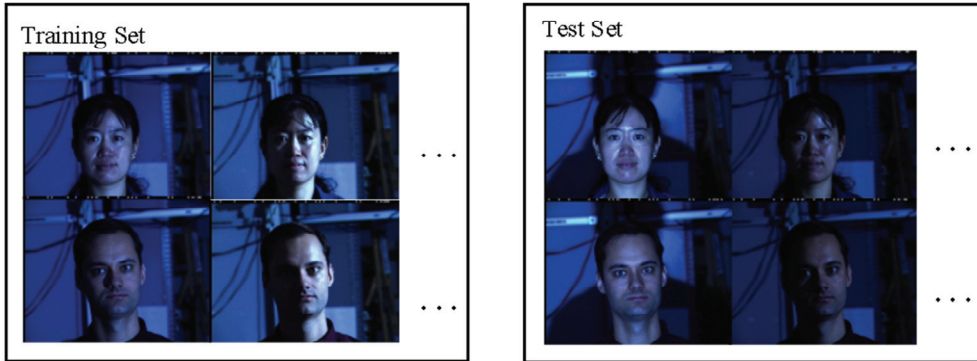 Training Set
Test Set
. . .
. . .
. . .
. . .